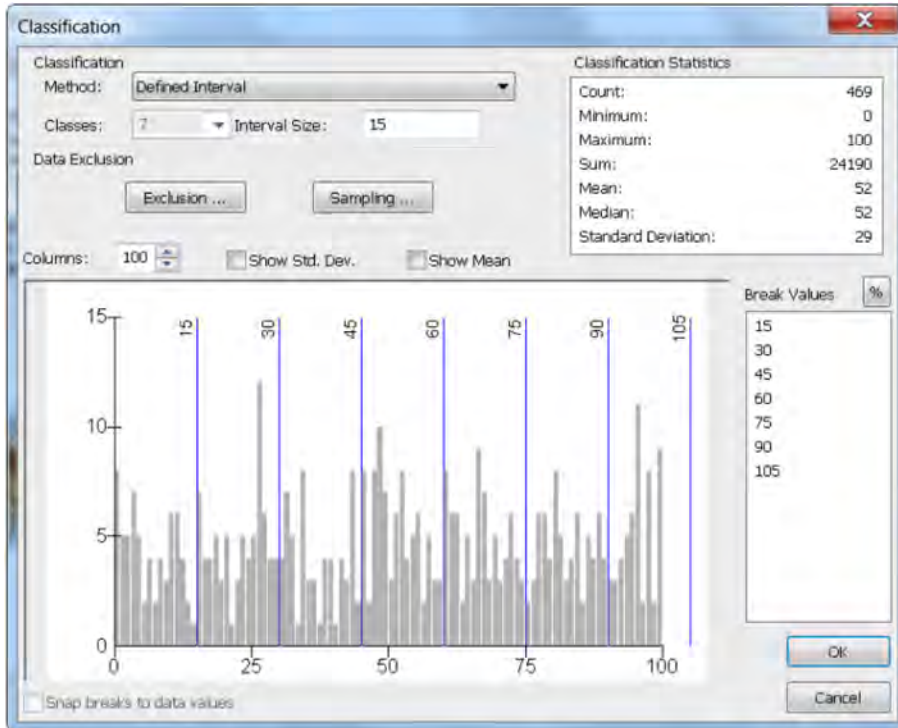 Classification
Classification
Method: Defined Interval
Classes: 7 Interval Size: 15
Data Exclusion
Exclusion ... Sampling ...
Classification Statistics
Count: 469
Minimum: 0
Maximum: 100
Sum: 24190
Mean: 52
Median: 52
Standard Deviation: 29
Columns: 100 Show Std. Dev. Show Mean
Break Values %
15
30
45
60
75
90
105
15 30 45 60 75 90 105
15
10
5
0
0 25 50 75 100
Snap breaks to data values
OK
Cancel